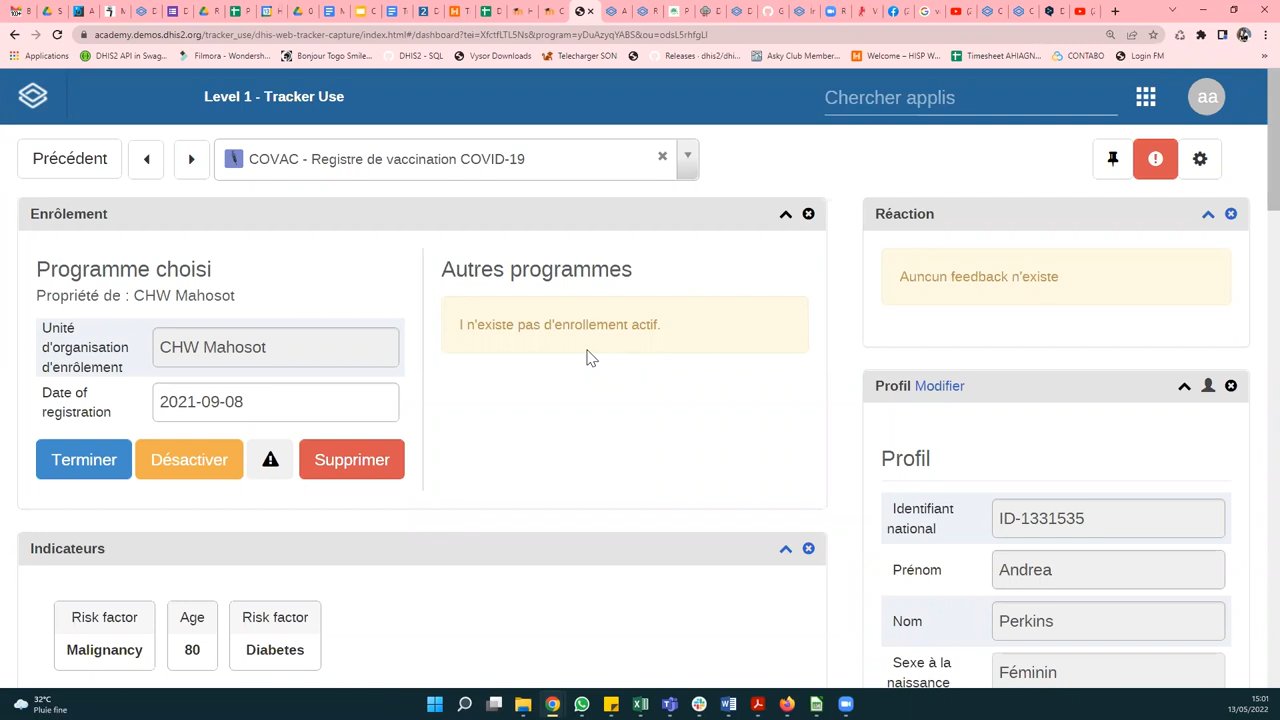 academy.demos.dhis2.org/tracker_use/dhis-web-tracker-capture/index.html#/dashboard?tei=XfctfLTL5Ns&program=yDuAzyqYABS&ou=odsL5rhfgLl
Applications
DHIS2 API in Swag...
Filmora - Wondersh...
Bonjour Togo Smile...
DHIS2 - SQL
Vysor Downloads
Telecharger SON
Releases · dhis2/dhi...
Asky Club Member...
Welcome – HISP W...
Timesheet AHIAGN...
CONTABO
Login FM
Level 1 - Tracker Use
Chercher applis
aa
Précédent
COVAC - Registre de vaccination COVID-19
Enrôlement
Programme choisi
Propriété de : CHW Mahosot
Unité d'organisation d'enrôlement
CHW Mahosot
Date of registration
2021-09-08
Terminer
Désactiver
Supprimer
Autres programmes
I n'existe pas d'enrollement actif.
Indicateurs
Risk factor
Malignancy
Age
80
Risk factor
Diabetes
Réaction
Auncun feedback n'existe
Profil Modifier
Profil
Identifiant national
ID-1331535
Prénom
Andrea
Nom
Perkins
Sexe à la naissance
Féminin
32°C
Pluie fine
15:01
13/05/2022